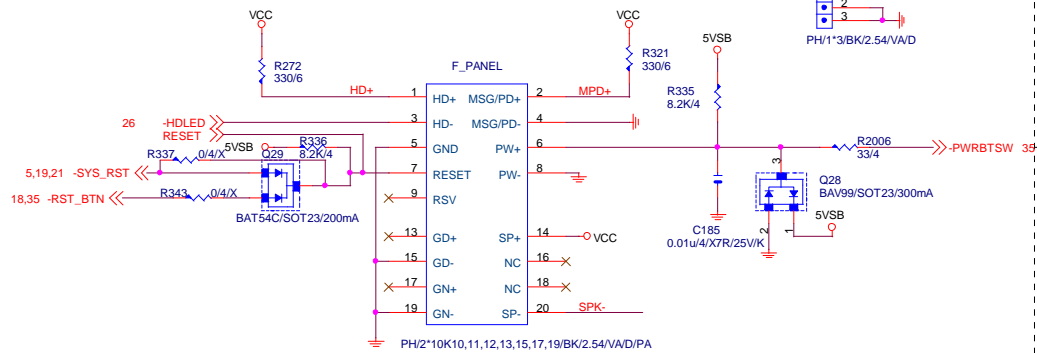 2
3
PH/1*3/BK/2.54/VA/D
VCC
R272
330/6
HD+
F_PANEL
VCC
R321
330/6
MPD+
5VSB
R335
8.2K/4
26 -HDLED
RESET
5VSB
R336
8.2K/4
R337
0/4/X
Q29
5,19,21 -SYS_RST
R343
0/4/X
18,35 -RST_BTN
BAT54C/SOT23/200mA
1 HD+ MSG/PD+ 2
3 HD- MSG/PD- 4
5 GND PW+ 6
7 RESET PW- 8
9 RSV
13 GD+ SP+ 14
15 GD- NC 16
17 GN+ NC 18
19 GN- SP- 20
VCC
SPK-
PH/2*10K10,11,12,13,15,17,19/BK/2.54/VA/D/PA
R2006
33/4
-PWRBTSW 35
3
Q28
BAV99/SOT23/300mA
5VSB
2
1
C185
0.01u/4/X7R/25V/K